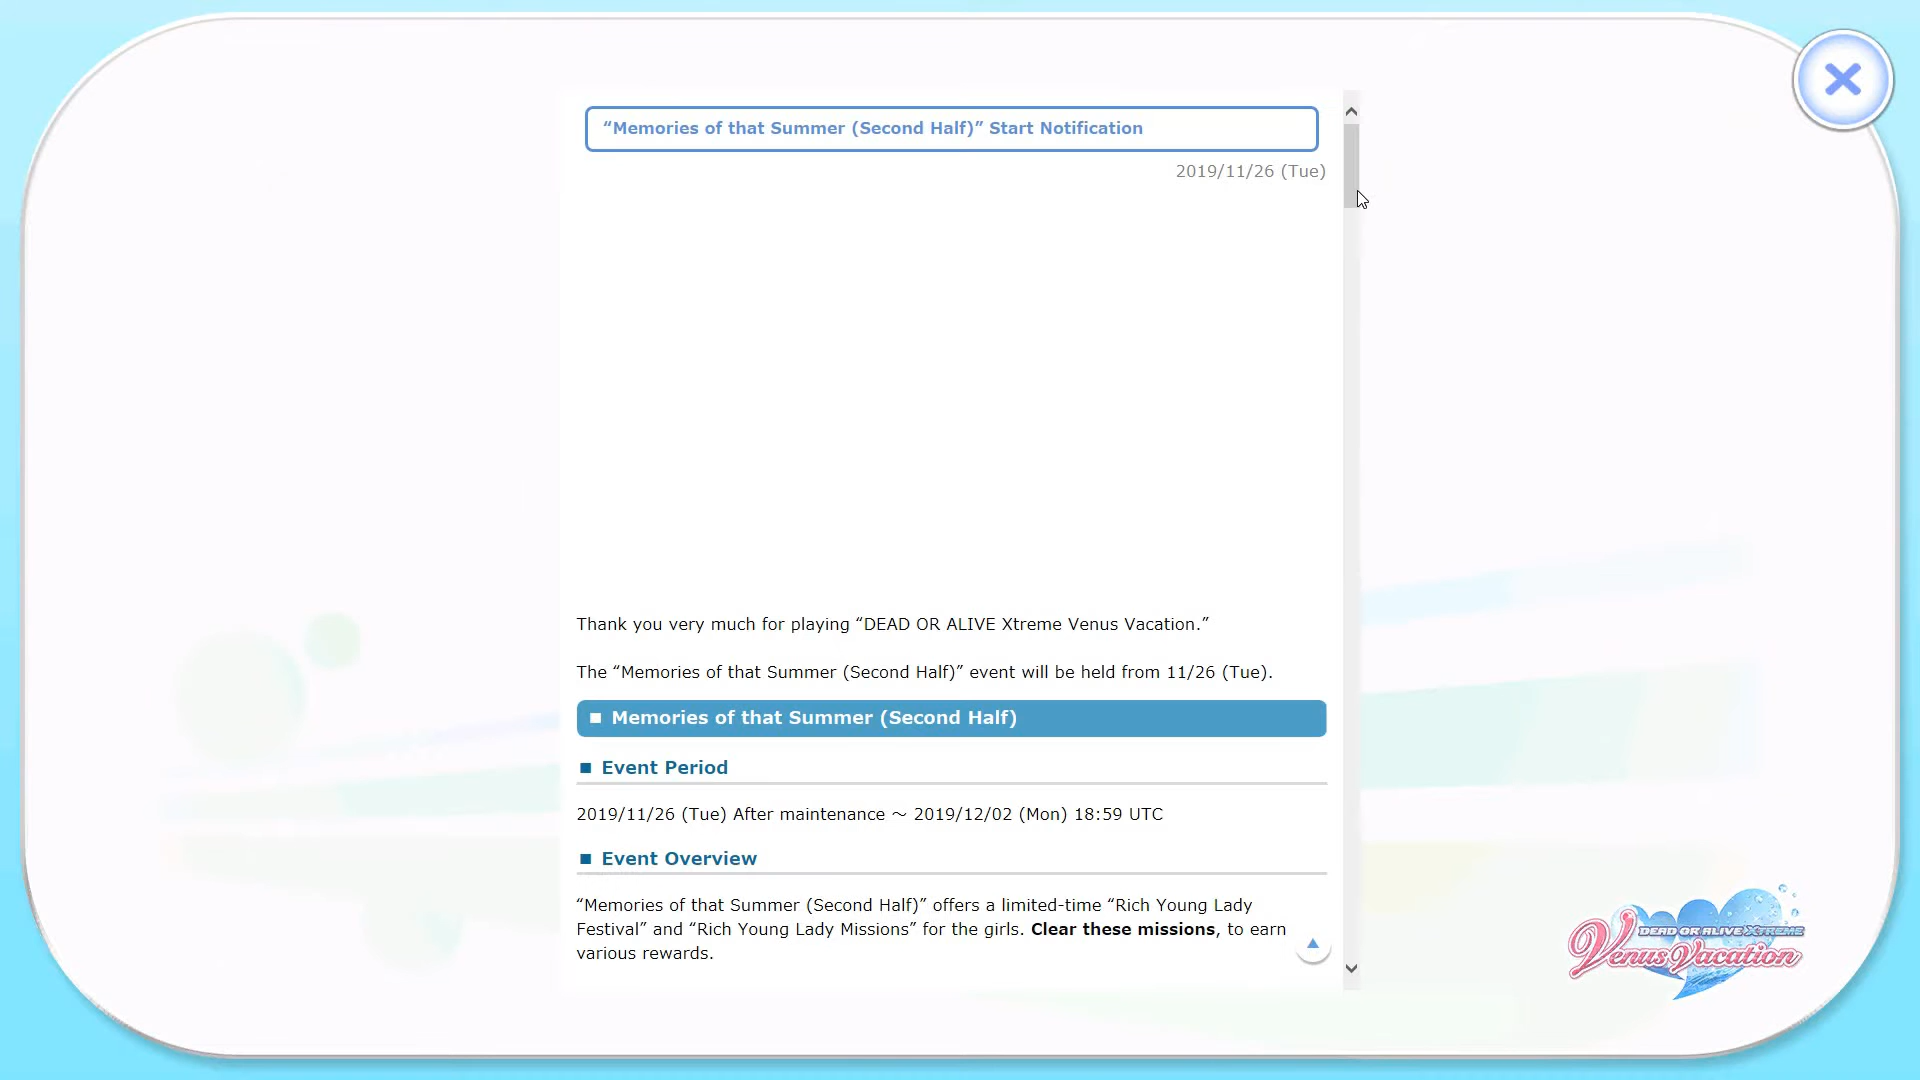 “Memories of that Summer (Second Half)” Start Notification
2019/11/26 (Tue)
Thank you very much for playing “DEAD OR ALIVE Xtreme Venus Vacation.”
The “Memories of that Summer (Second Half)” event will be held from 11/26 (Tue).
■ Memories of that Summer (Second Half)
■ Event Period
2019/11/26 (Tue) After maintenance ～ 2019/12/02 (Mon) 18:59 UTC
■ Event Overview
“Memories of that Summer (Second Half)” offers a limited-time “Rich Young Lady
Festival” and “Rich Young Lady Missions” for the girls. Clear these missions, to earn
various rewards.
DEAD OR ALIVE XTREME
Venus Vacation